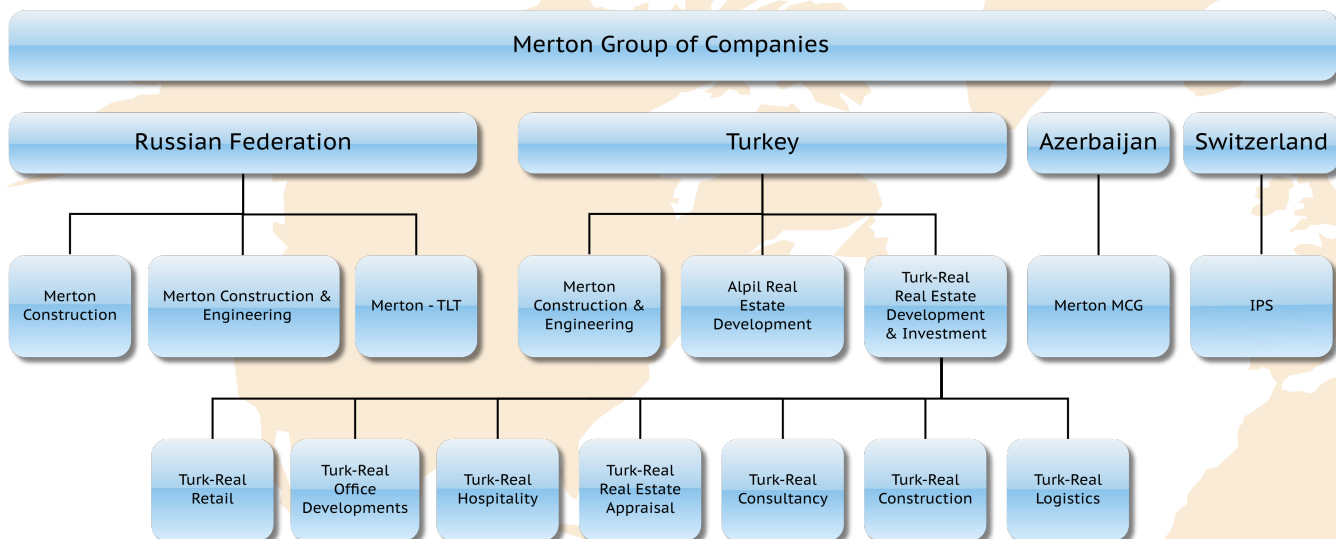 Merton Group of Companies
Russian Federation
Turkey
Azerbaijan
Switzerland
Merton
Construction
Merton Construction &
Engineering
Merton - TLT
Merton
Construction &
Engineering
Alpil Real
Estate
Development
Turk-Real
Real Estate
Development
& Investment
Merton MCG
IPS
Turk-Real
Retail
Turk-Real
Office
Developments
Turk-Real
Hospitality
Turk-Real
Real Estate
Appraisal
Turk-Real
Consultancy
Turk-Real
Construction
Turk-Real
Logistics